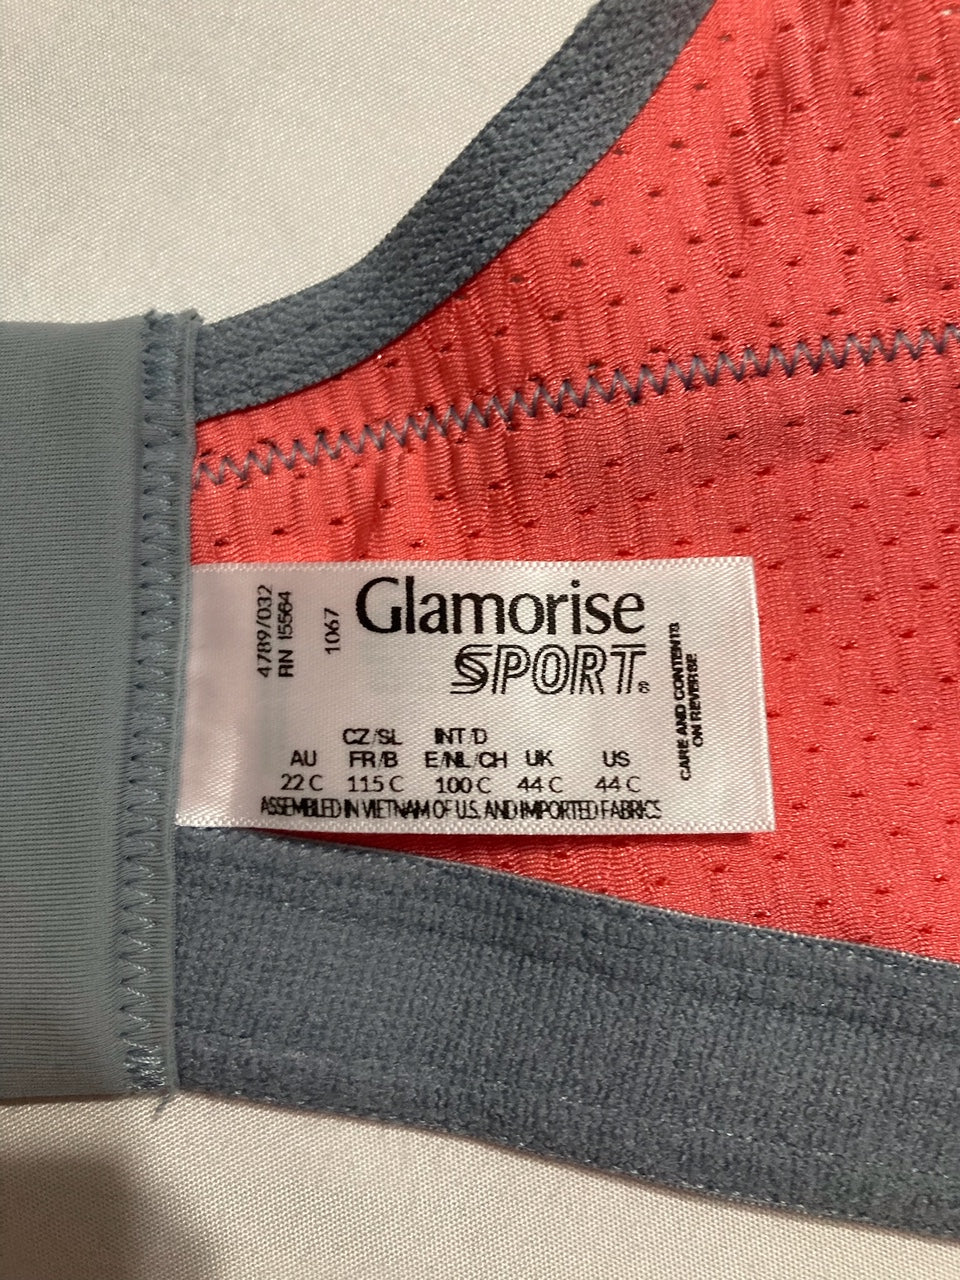 4789/032
RN 15564
1067
Glamorise
SPORT®
CZ/SL INT/D
AU FR/B E/NL/CH UK US
22 C 115 C 100 C 44 C 44 C
ASSEMBLED IN VIETNAM OF U.S. AND IMPORTED FABRICS
CARE AND CONTENTS
ON REVERSE